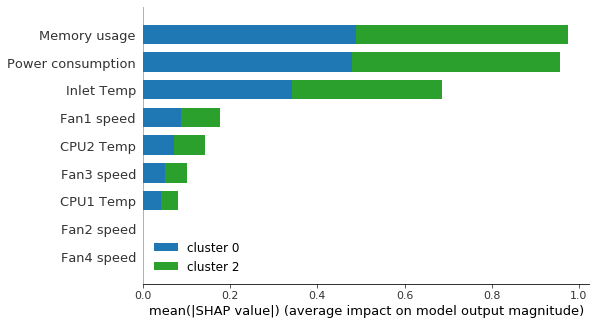 Memory usage
Power consumption
Inlet Temp
Fan1 speed
CPU2 Temp
Fan3 speed
CPU1 Temp
Fan2 speed
Fan4 speed
cluster 0
cluster 2
0.0 0.2 0.4 0.6 0.8 1.0
mean(|SHAP value|) (average impact on model output magnitude)